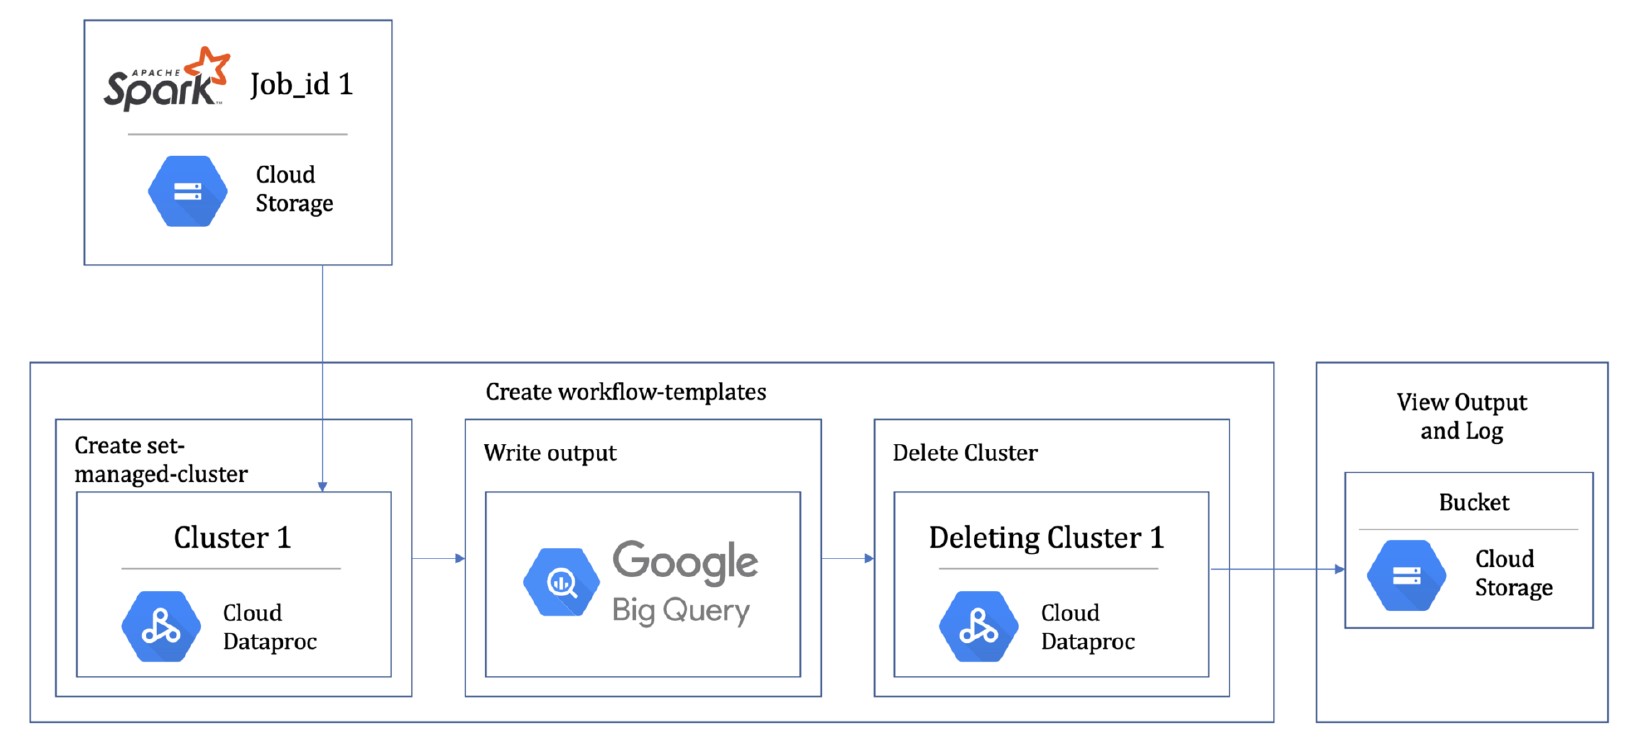 APACHE
Spark™
Job_id 1
Cloud
Storage
Create workflow-templates
Create set-
managed-cluster
Cluster 1
Cloud
Dataproc
Write output
Google
Big Query
Delete Cluster
Deleting Cluster 1
Cloud
Dataproc
View Output
and Log
Bucket
Cloud
Storage